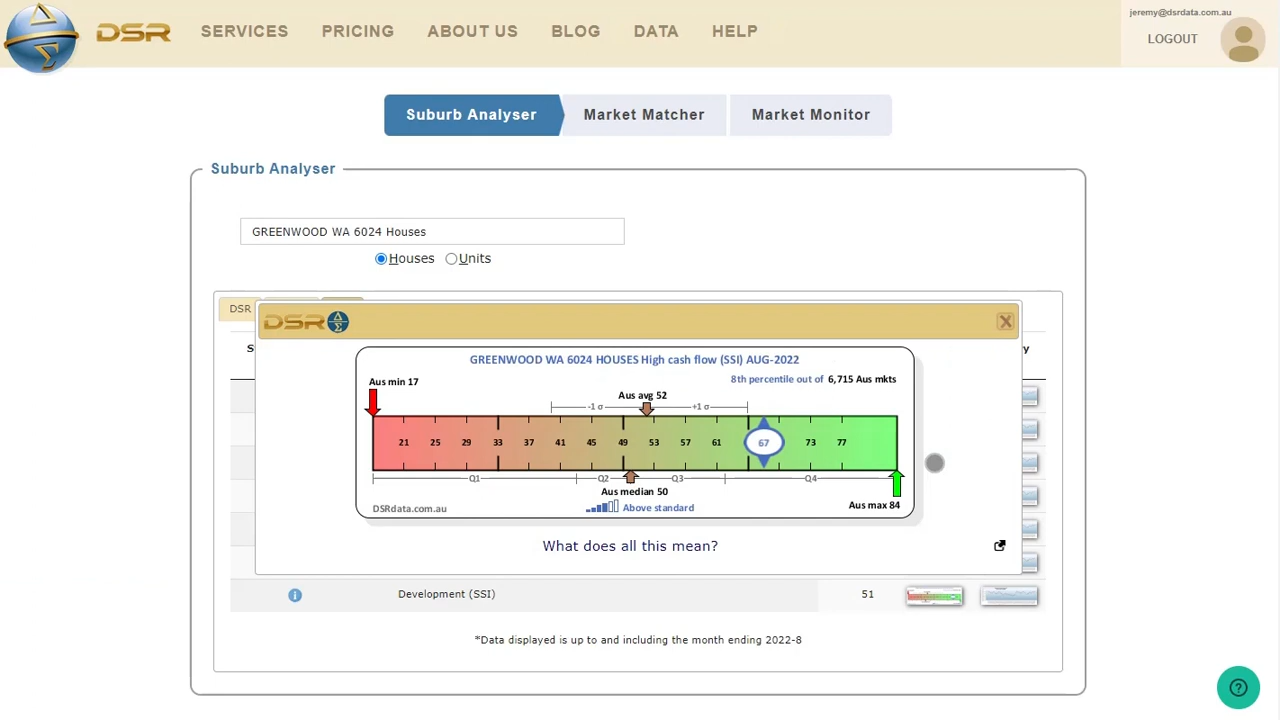 jeremy@dsrdata.com.au
DSR SERVICES PRICING ABOUT US BLOG DATA HELP LOGOUT
Suburb Analyser Market Matcher Market Monitor
Suburb Analyser
GREENWOOD WA 6024 Houses
Houses Units
DSR
DSR
S y
GREENWOOD WA 6024 HOUSES High cash flow (SSI) AUG-2022
8th percentile out of 6,715 Aus mkts
Aus min 17
Aus avg 52
-1 σ +1 σ
21 25 29 33 37 41 45 49 53 57 61 67 73 77
Q1 Q2 Q3 Q4
Aus median 50
Aus max 84
DSRdata.com.au Above standard
What does all this mean?
Development (SSI) 51
*Data displayed is up to and including the month ending 2022-8